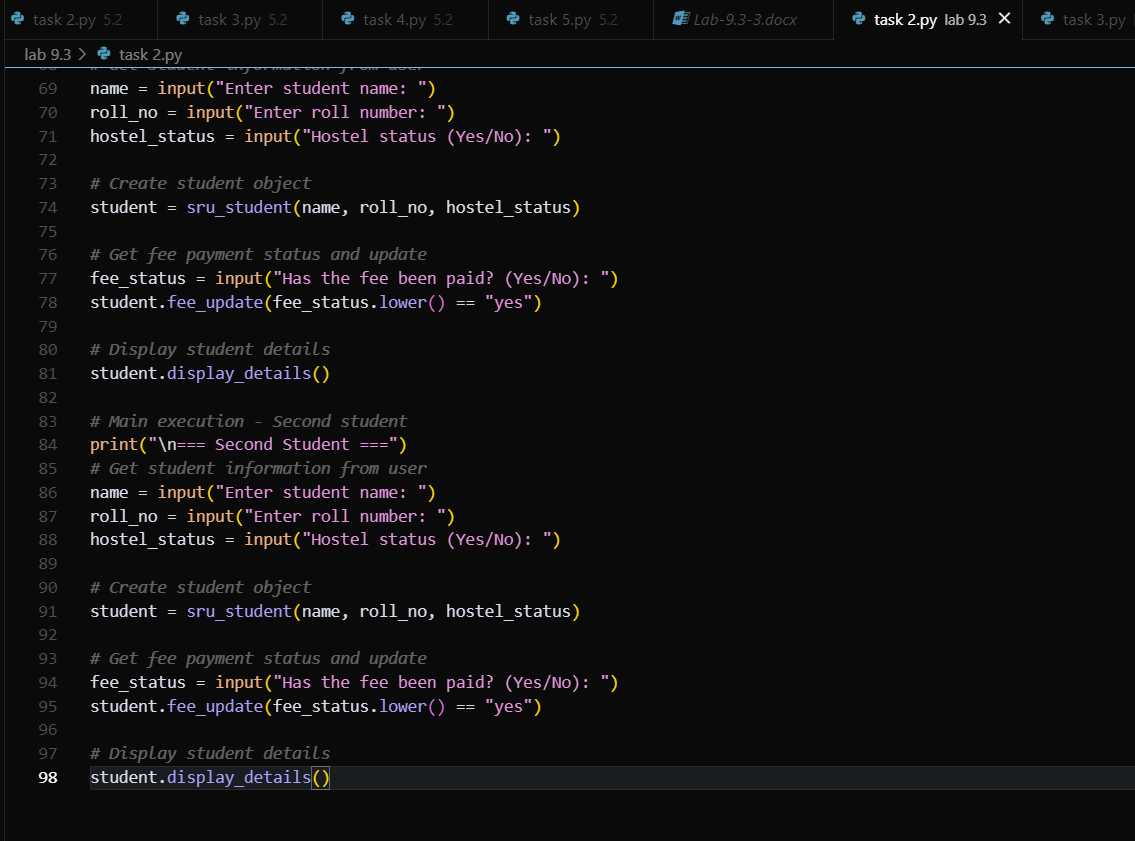 task 2.py 5.2 task 3.py 5.2 task 4.py 5.2 task 5.py 5.2 Lab-9.3-3.docx task 2.py lab 9.3 task 3.py
lab 9.3 > task 2.py
68 # Get student information from user
69 name = input("Enter student name: ")
70 roll_no = input("Enter roll number: ")
71 hostel_status = input("Hostel status (Yes/No): ")
72
73 # Create student object
74 student = sru_student(name, roll_no, hostel_status)
75
76 # Get fee payment status and update
77 fee_status = input("Has the fee been paid? (Yes/No): ")
78 student.fee_update(fee_status.lower() == "yes")
79
80 # Display student details
81 student.display_details()
82
83 # Main execution - Second student
84 print("\n=== Second Student ===")
85 # Get student information from user
86 name = input("Enter student name: ")
87 roll_no = input("Enter roll number: ")
88 hostel_status = input("Hostel status (Yes/No): ")
89
90 # Create student object
91 student = sru_student(name, roll_no, hostel_status)
92
93 # Get fee payment status and update
94 fee_status = input("Has the fee been paid? (Yes/No): ")
95 student.fee_update(fee_status.lower() == "yes")
96
97 # Display student details
98 student.display_details()